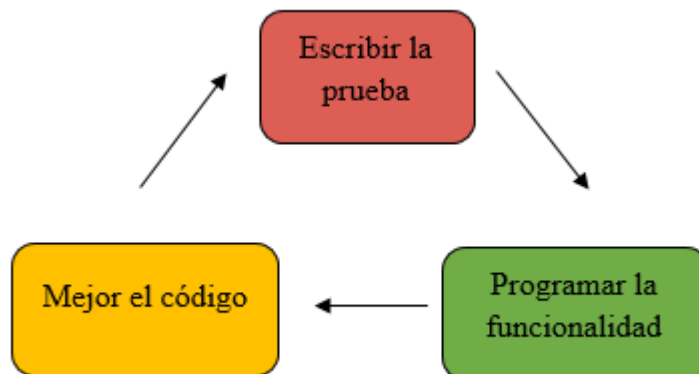 Escribir la
prueba
Programar la
funcionalidad
Mejor el código